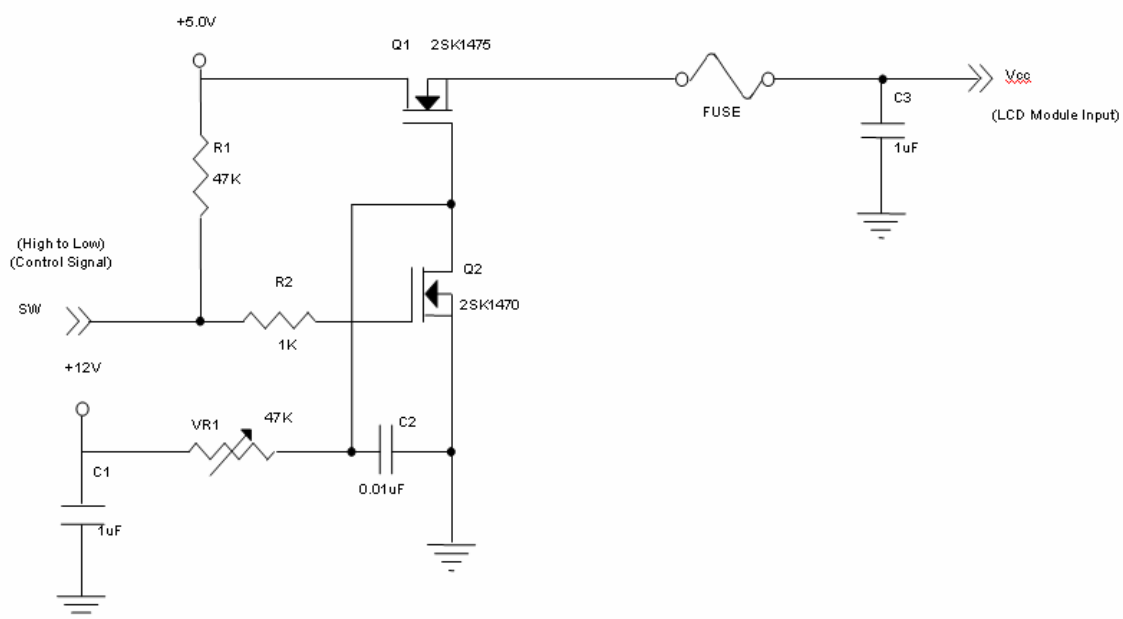 +5.0V
Q1 2SK1475
Vcc
C3
FUSE
(LCD Module Input)
R1
1uF
47K
(High to Low)
(Control Signal)
Q2
R2
SW
2SK1470
1K
+12V
47K
VR1
C2
C1
0.01uF
1uF